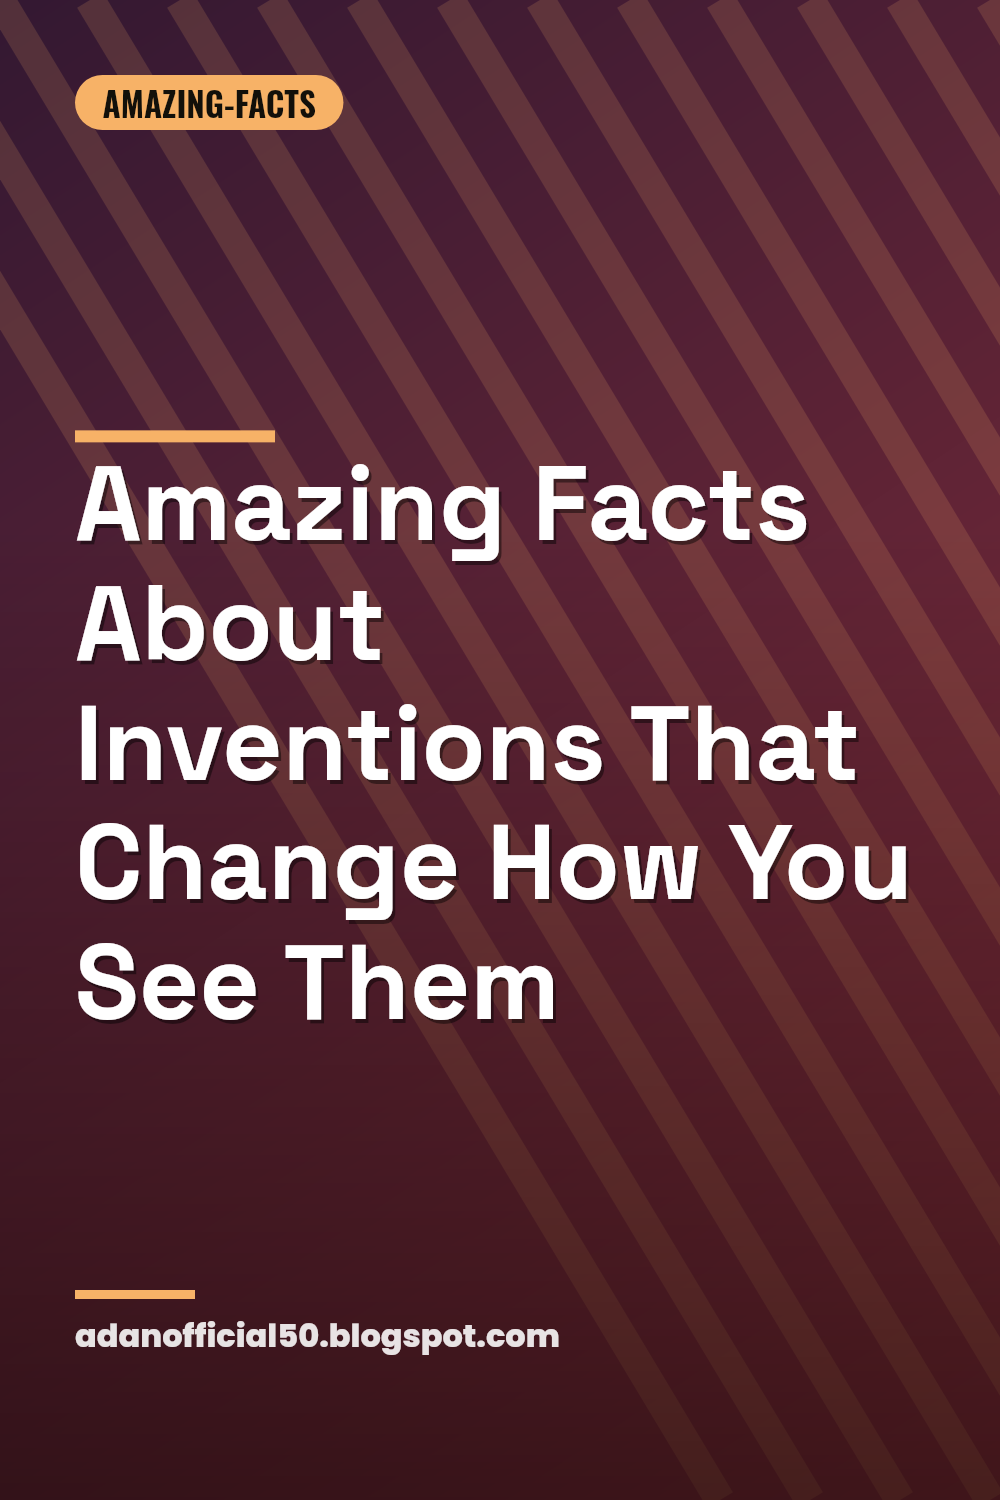 AMAZING-FACTS
Amazing Facts
About
Inventions That
Change How You
See Them
adanofficial50.blogspot.com